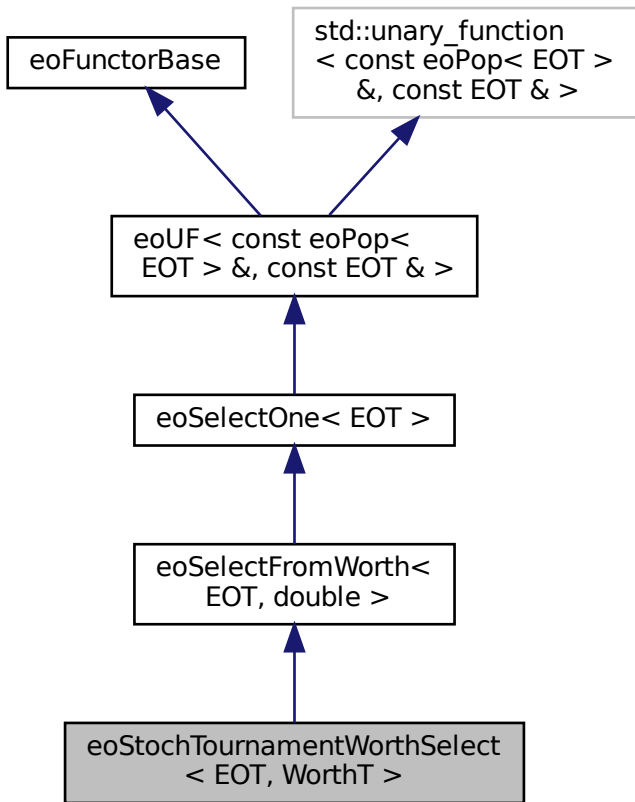 eoFunctorBase
std::unary_function
< const eoPop< EOT >
&, const EOT & >
eoUF< const eoPop<
EOT > &, const EOT & >
eoSelectOne< EOT >
eoSelectFromWorth<
EOT, double >
eoStochTournamentWorthSelect
< EOT, WorthT >